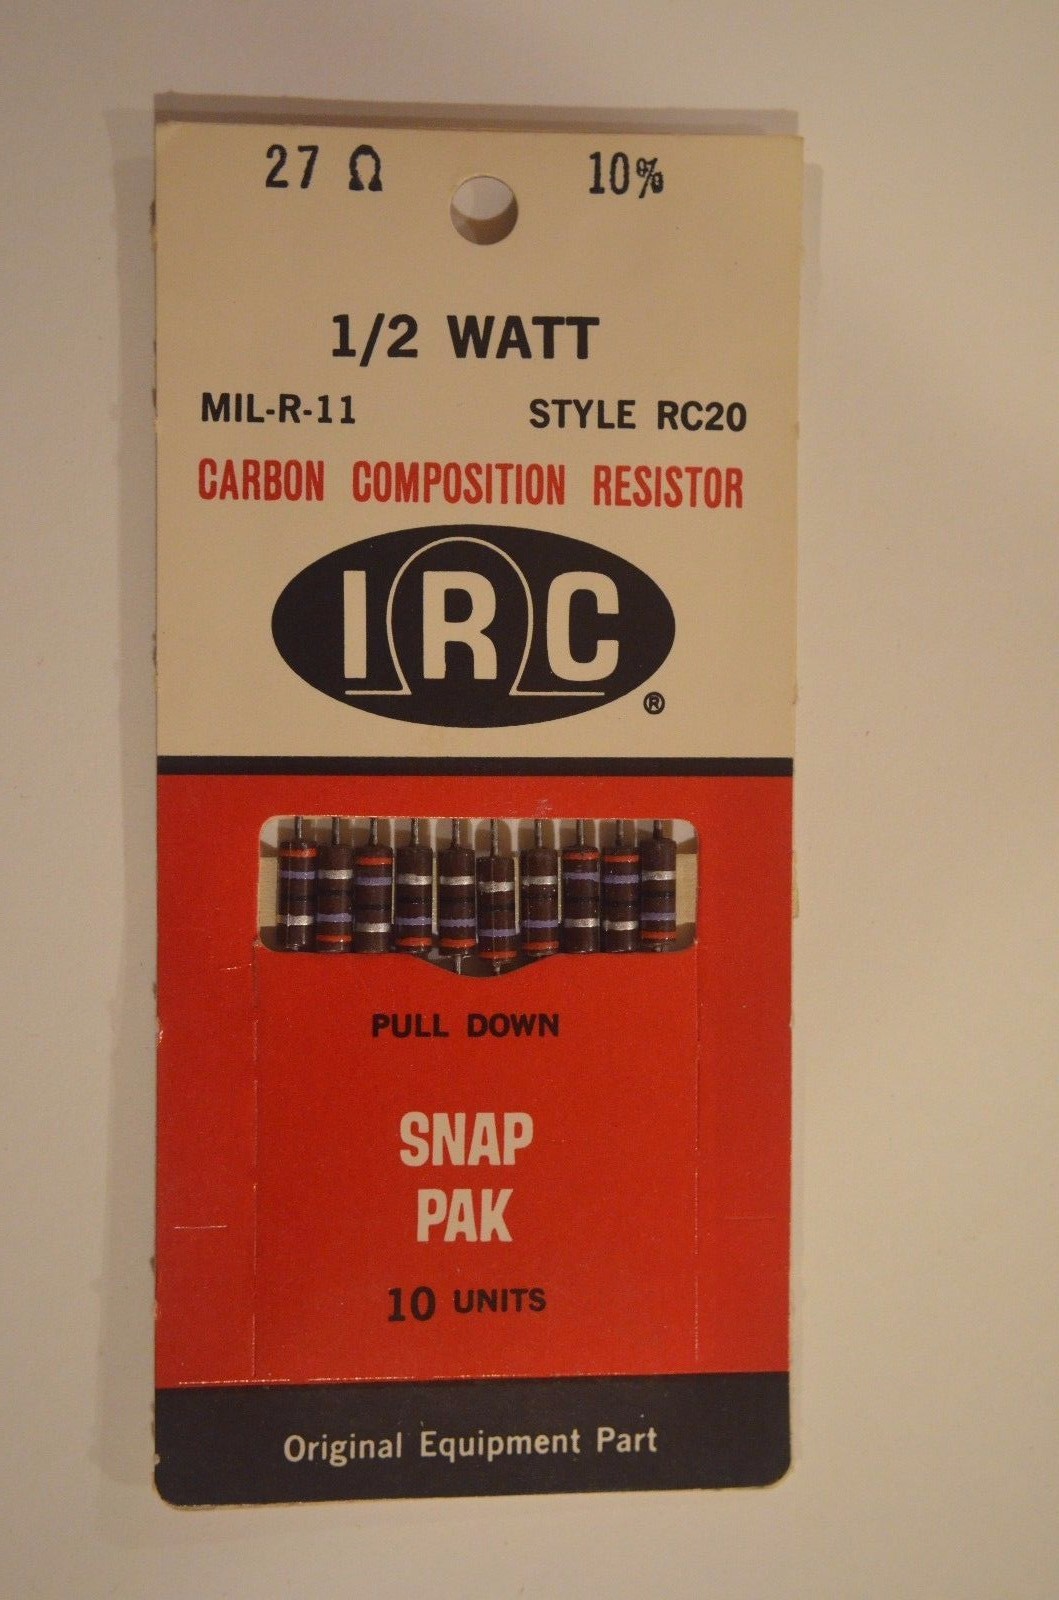 27 Ω 10%
1/2 WATT
MIL-R-11 STYLE RC20
CARBON COMPOSITION RESISTOR
IRC
®
PULL DOWN
SNAP
PAK
10 UNITS
Original Equipment Part